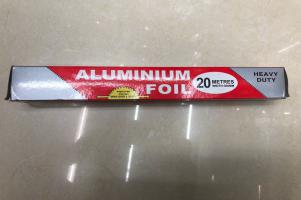 ALUMINIUM
FOIL
20 METRES
HEAVY
DUTY